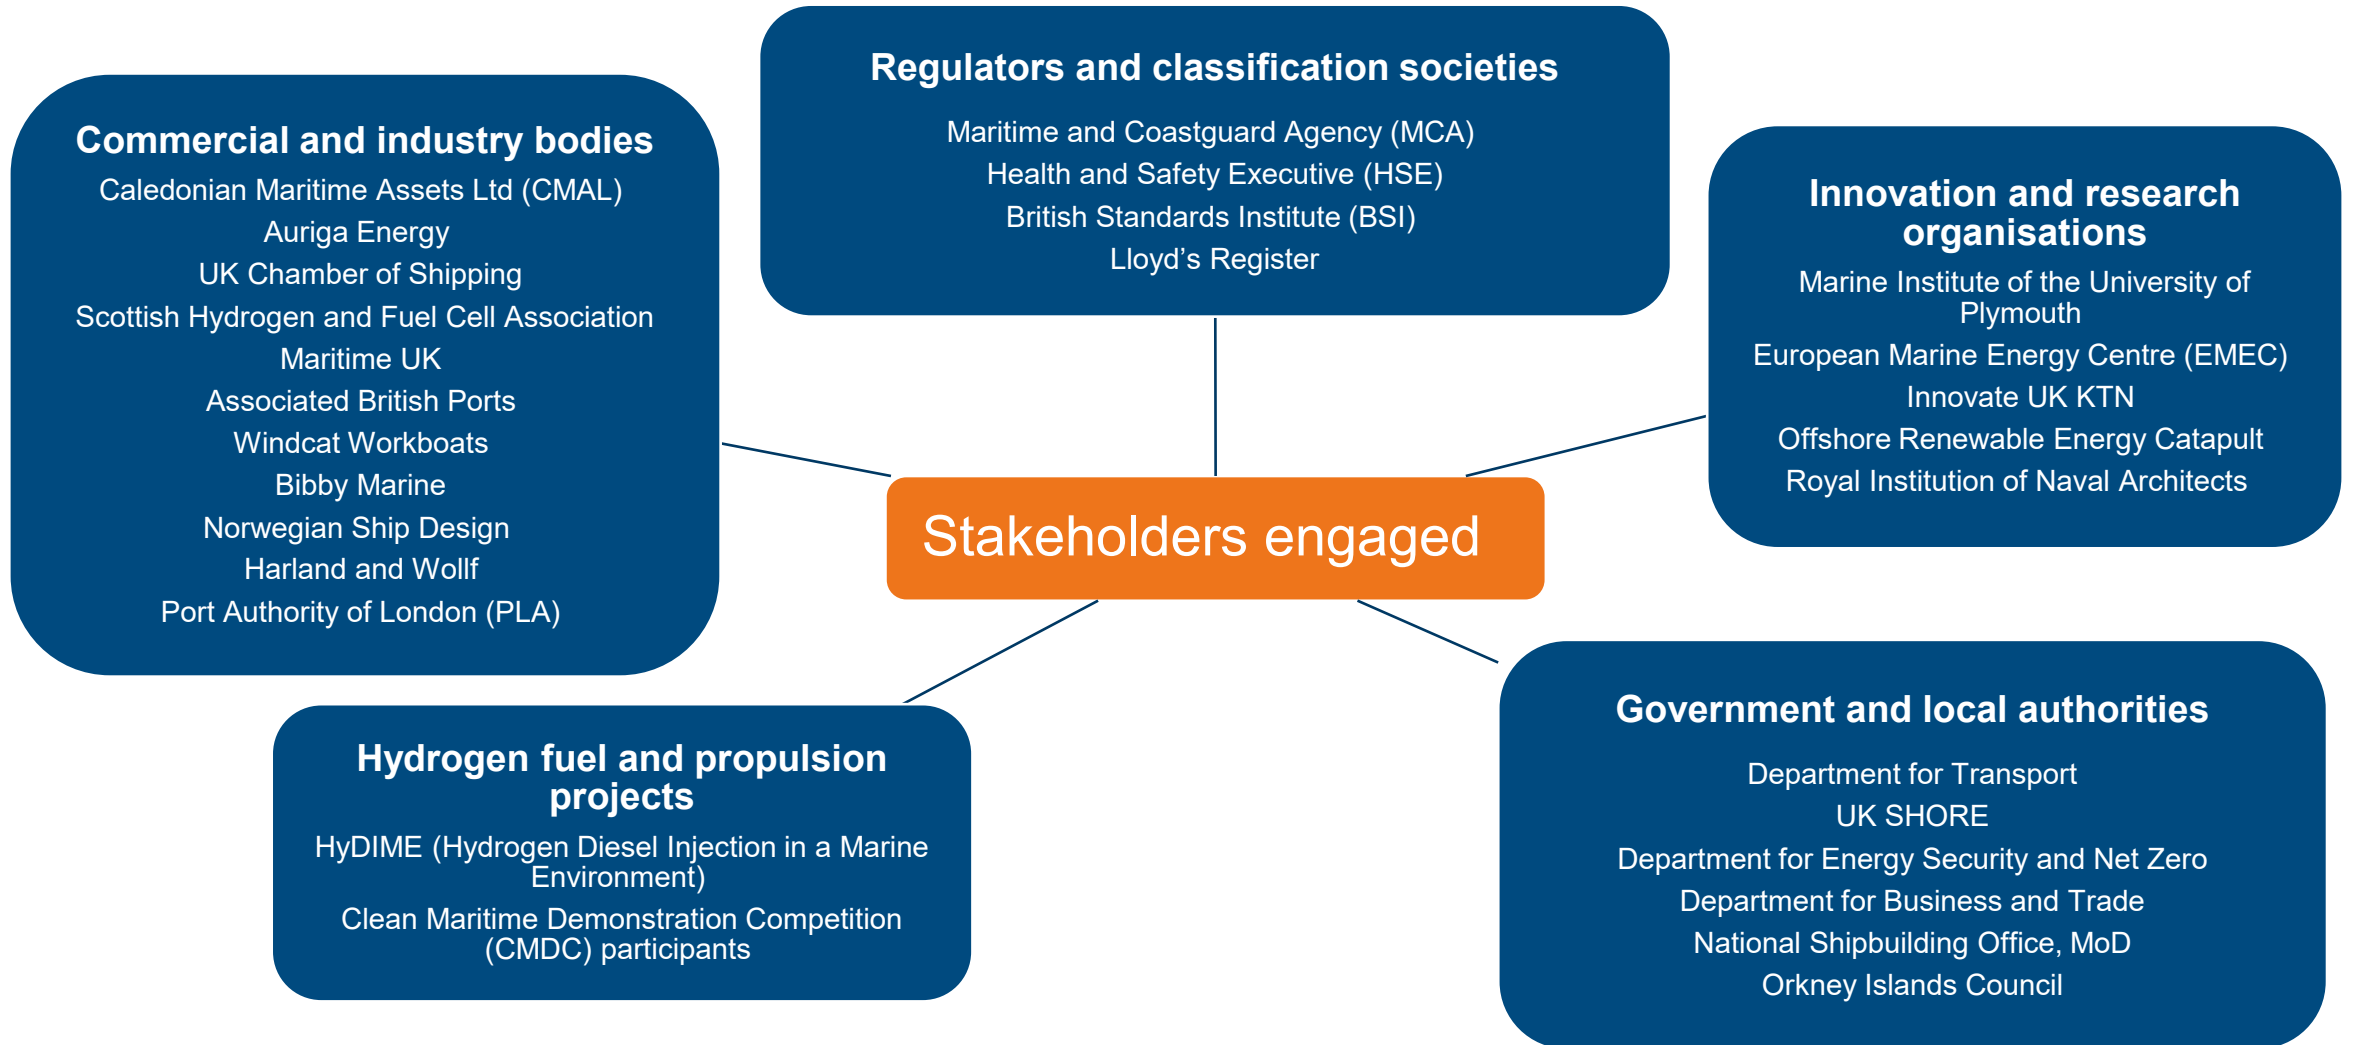 Commercial and industry bodies
Caledonian Maritime Assets Ltd (CMAL)
Auriga Energy
UK Chamber of Shipping
Scottish Hydrogen and Fuel Cell Association
Maritime UK
Associated British Ports
Windcat Workboats
Bibby Marine
Norwegian Ship Design
Harland and Wollf
Port Authority of London (PLA)
Regulators and classification societies
Maritime and Coastguard Agency (MCA)
Health and Safety Executive (HSE)
British Standards Institute (BSI)
Lloyd’s Register
Innovation and research
organisations
Marine Institute of the University of
Plymouth
European Marine Energy Centre (EMEC)
Innovate UK KTN
Offshore Renewable Energy Catapult
Royal Institution of Naval Architects
Stakeholders engaged
Hydrogen fuel and propulsion
projects
HyDIME (Hydrogen Diesel Injection in a Marine
Environment)
Clean Maritime Demonstration Competition
(CMDC) participants
Government and local authorities
Department for Transport
UK SHORE
Department for Energy Security and Net Zero
Department for Business and Trade
National Shipbuilding Office, MoD
Orkney Islands Council